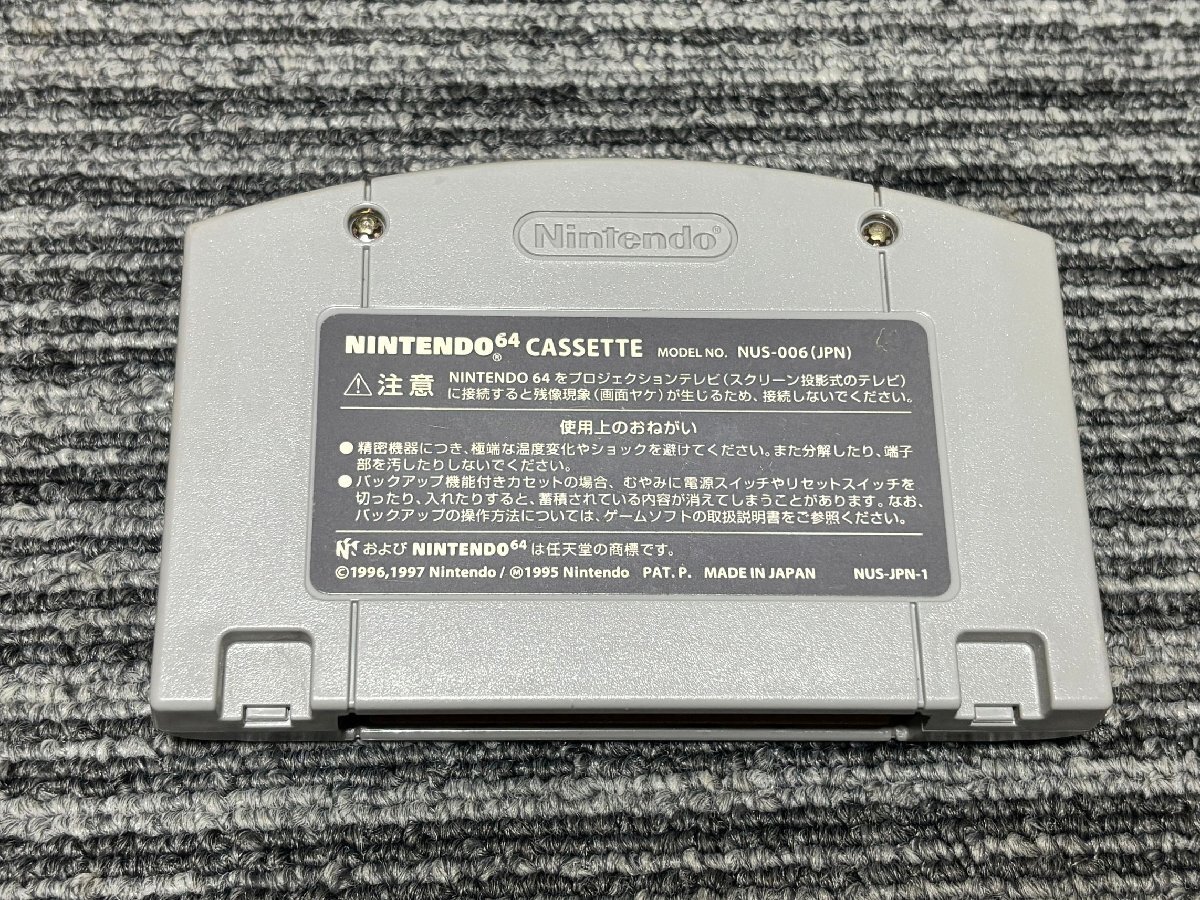 Nintendo®
NINTENDO64® CASSETTE MODEL NO. NUS-006(JPN)
⚠注意 NINTENDO 64をプロジェクションテレビ(スクリーン投影式のテレビ)
に接続すると残像現象(画面ヤケ)が生じるため、接続しないでください。
使用上のおねがい
●精密機器につき、極端な温度変化やショックを避けてください。また分解したり、端子
部を汚したりしないでください。
●バックアップ機能付きカセットの場合、むやみに電源スイッチやリセットスイッチを
切ったり、入れたりすると、蓄積されている内容が消えてしまうことがあります。なお、
バックアップの操作方法については、ゲームソフトの取扱説明書をご参照ください。
および NINTENDO64 は任天堂の商標です。
©1996,1997 Nintendo / Ⓜ1995 Nintendo PAT. P. MADE IN JAPAN NUS-JPN-1